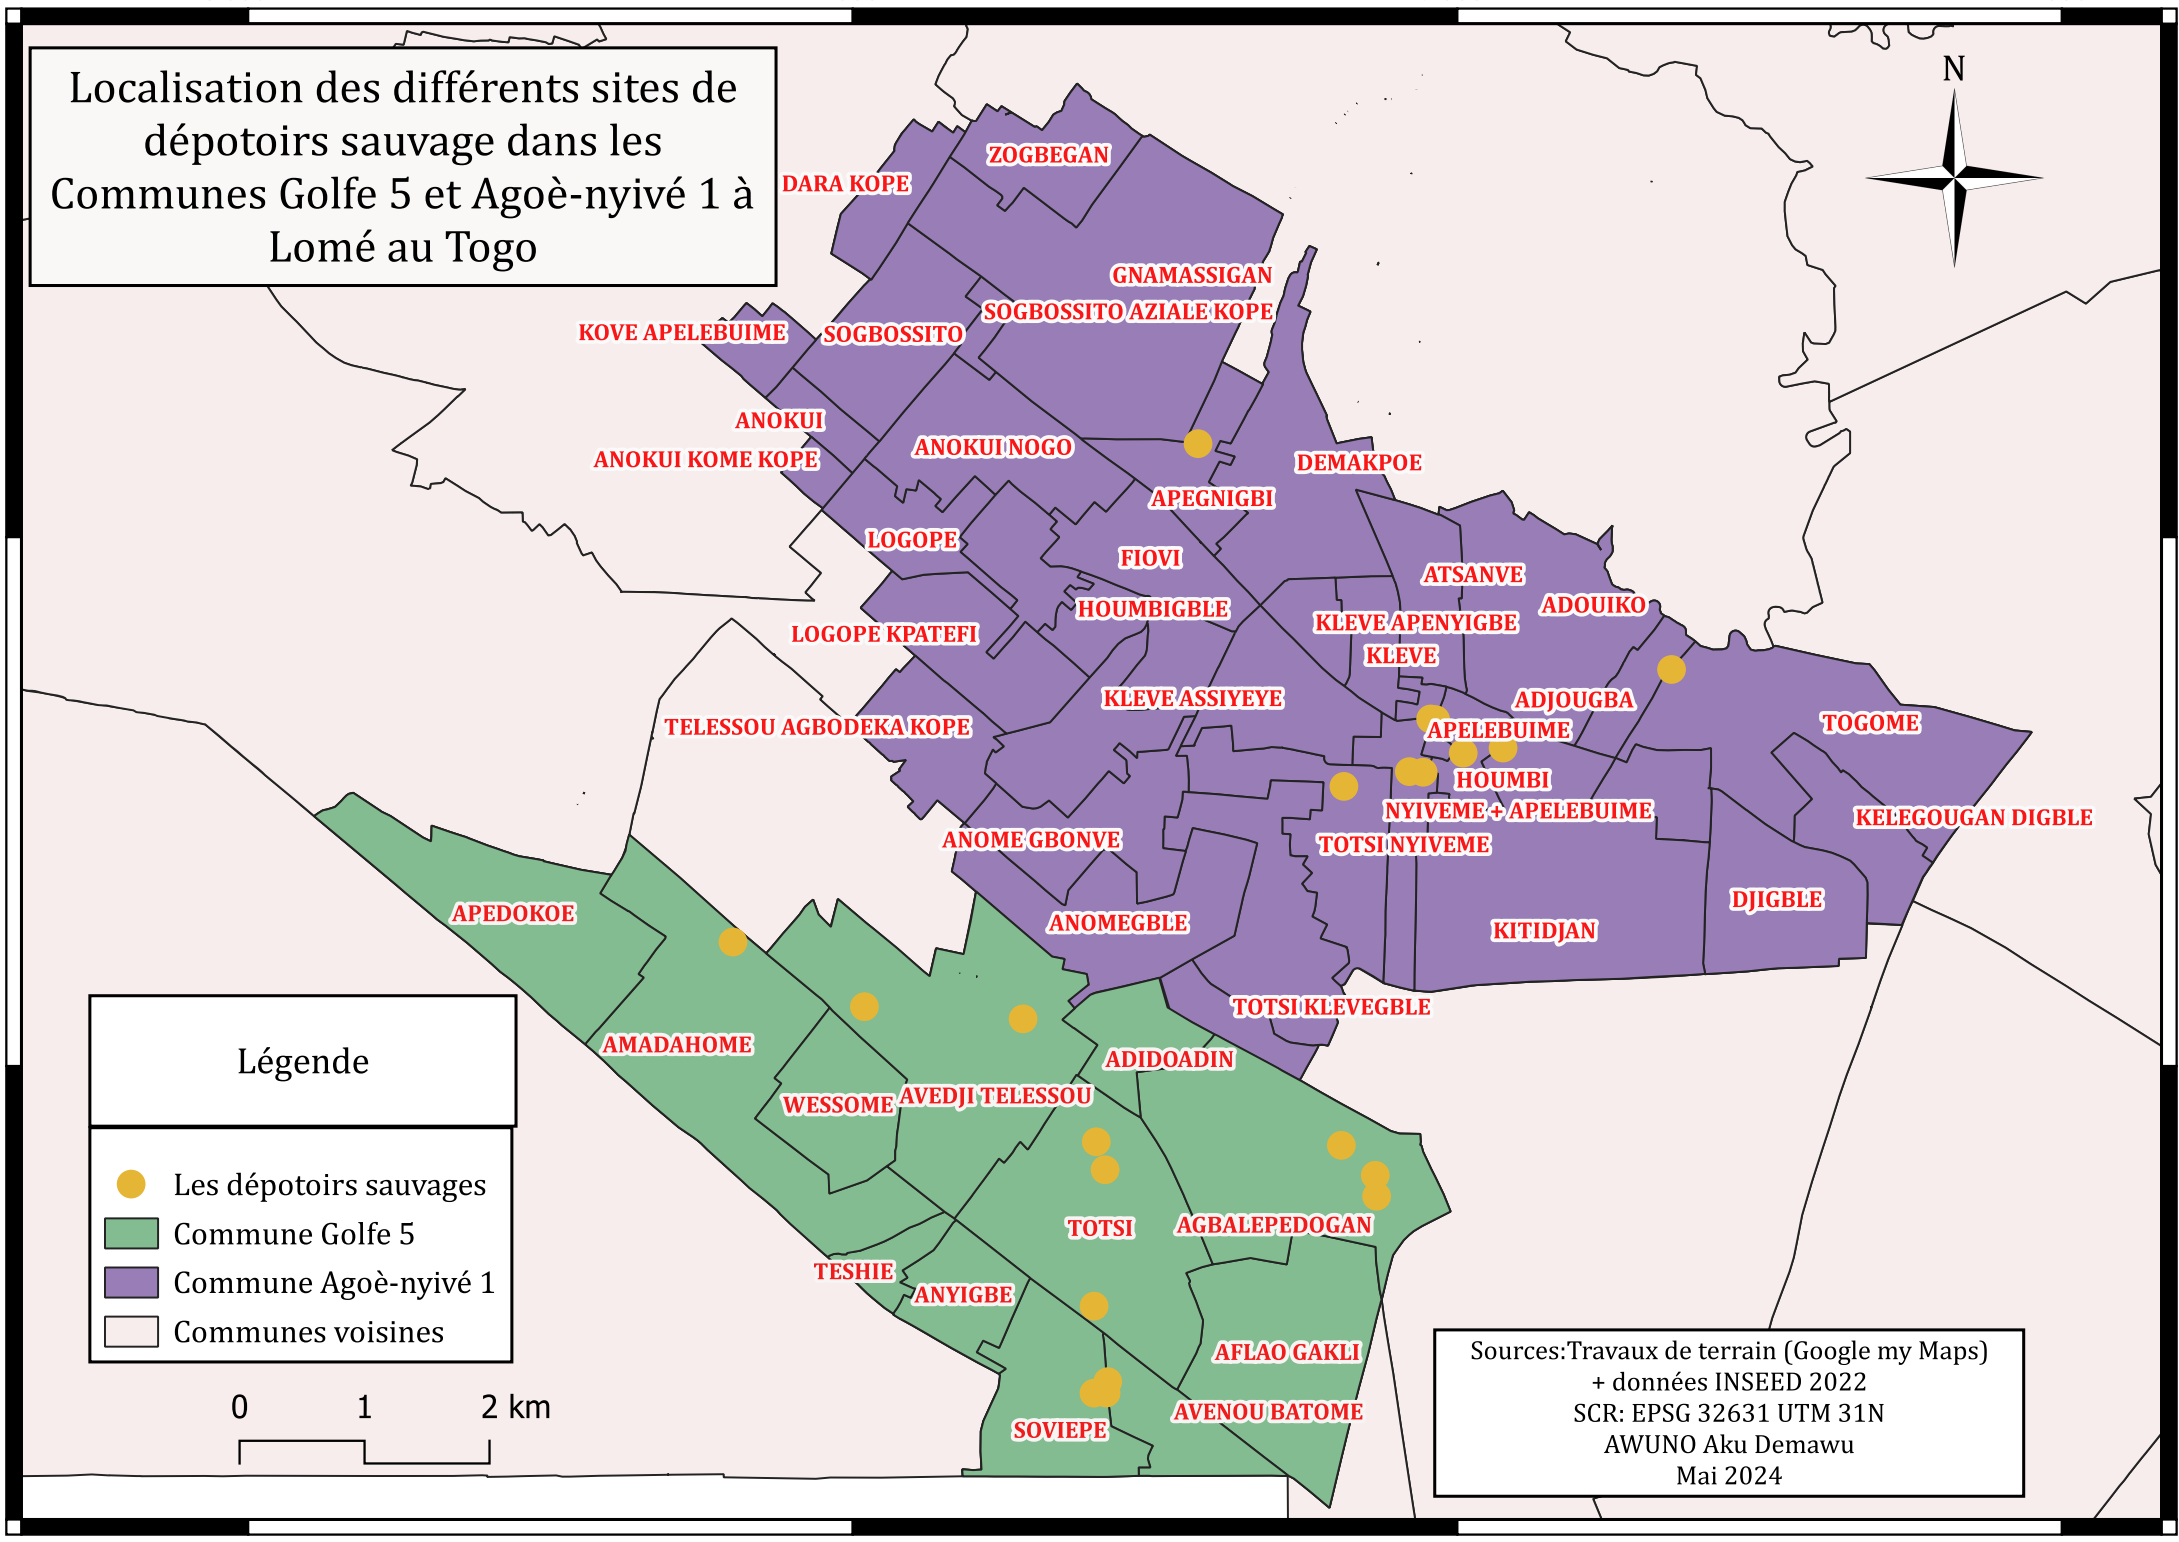 Localisation des différents sites de
dépotoirs sauvage dans les
Communes Golfe 5 et Agoè-nyivé 1 à
Lomé au Togo
N
ZOGBEGAN
DARA KOPE
GNAMASSIGAN
SOGBOSSITO AZIALE KOPE
KOVE APELEBUIME
SOGBOSSITO
ANOKUI
ANOKUI NOGO
ANOKUI KOME KOPE
DEMAKPOE
APEGNIGBI
LOGOPE
FIOVI
ATSANVE
ADOUIKO
HOUMBIGBLE
KLEVE APENYIGBE
LOGOPE KPATEFI
KLEVE
KLEVE ASSIYEYE
ADJOUGBA
TELESSOU AGBODEKA KOPE
APELEBUIME
TOGOME
HOUMBI
NYIVEME + APELEBUIME
KELEGOUGAN DIGBLE
ANOME GBONVE
TOTSI NYIVEME
DJIGBLE
APEDOKOE
ANOMEGBLE
KITIDJAN
TOTSI KLEVEGBLE
AMADAHOME
ADIDOADIN
AVEDJI TELESSOU
WESSOME
TOTSI
AGBALEPEDOGAN
TESHIE
ANYIGBE
AFLAO GAKLI
AVENOU BATOME
SOVIEPE
Légende
Les dépotoirs sauvages
Commune Golfe 5
Commune Agoè-nyivé 1
Communes voisines
0 1 2 km
Sources:Travaux de terrain (Google my Maps)
+ données INSEED 2022
SCR: EPSG 32631 UTM 31N
AWUNO Aku Demawu
Mai 2024